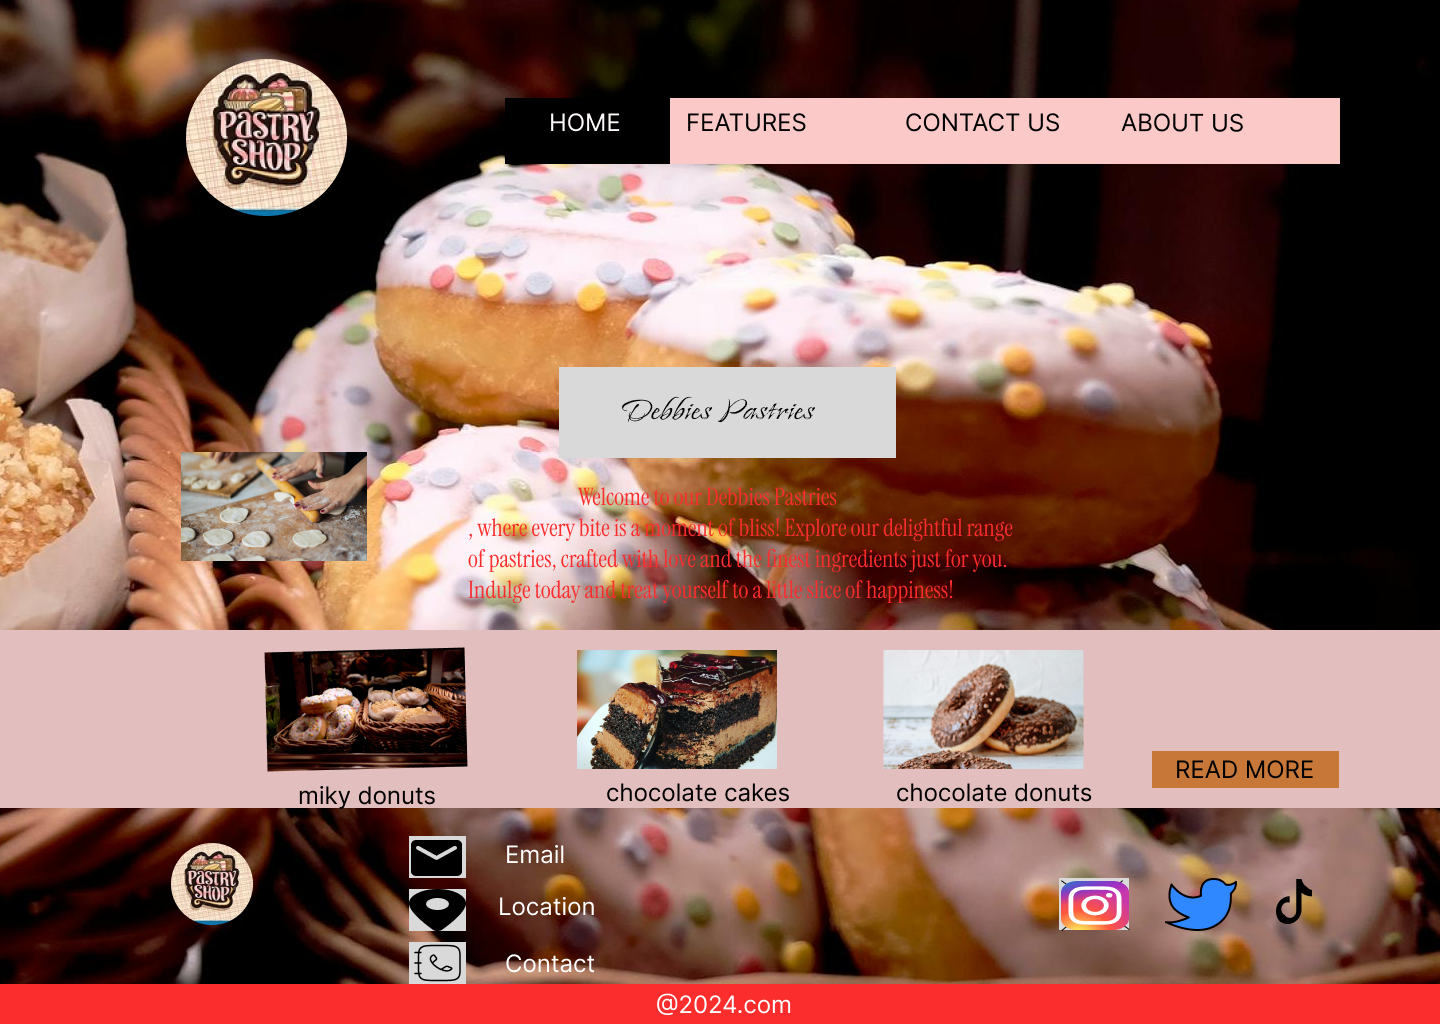 PASTRY
SHOP
HOME FEATURES CONTACT US ABOUT US
Debbies Pastries
Welcome to our Debbies Pastries
, where every bite is a moment of bliss! Explore our delightful range
of pastries, crafted with love and the finest ingredients just for you.
Indulge today and treat yourself to a little slice of happiness!
miky donuts
chocolate cakes
chocolate donuts
READ MORE
PASTRY
SHOP
Email
Location
Contact
@2024.com